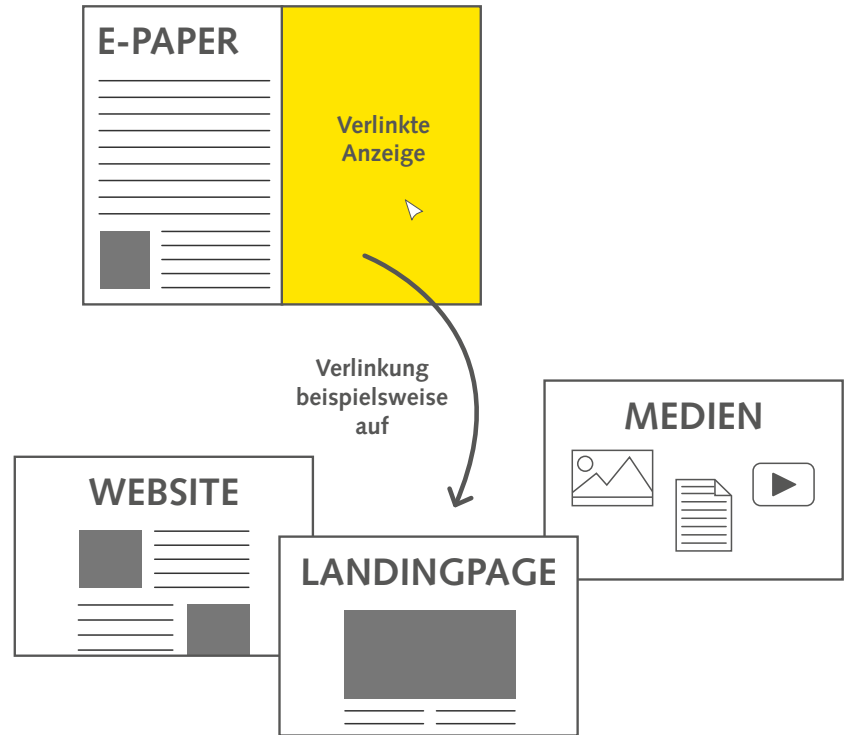 E-PAPER
Verlinkte
Anzeige
Verlinkung
beispielsweise
auf
MEDIEN
WEBSITE
LANDINGPAGE